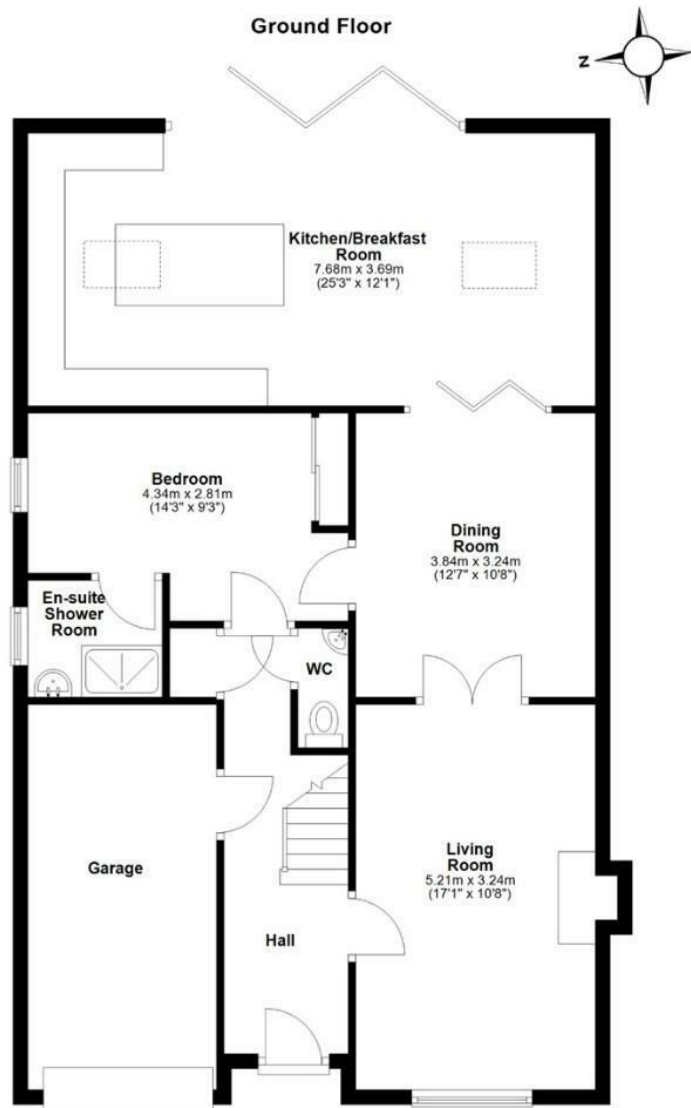 Ground Floor
N
Kitchen/Breakfast
Room
7.68m x 3.69m
(25'3" x 12'1")
Bedroom
4.34m x 2.81m
(14'3" x 9'3")
Dining
Room
3.84m x 3.24m
(12'7" x 10'8")
En-suite
Shower
Room
WC
Garage
Living
Room
5.21m x 3.24m
(17'1" x 10'8")
Hall